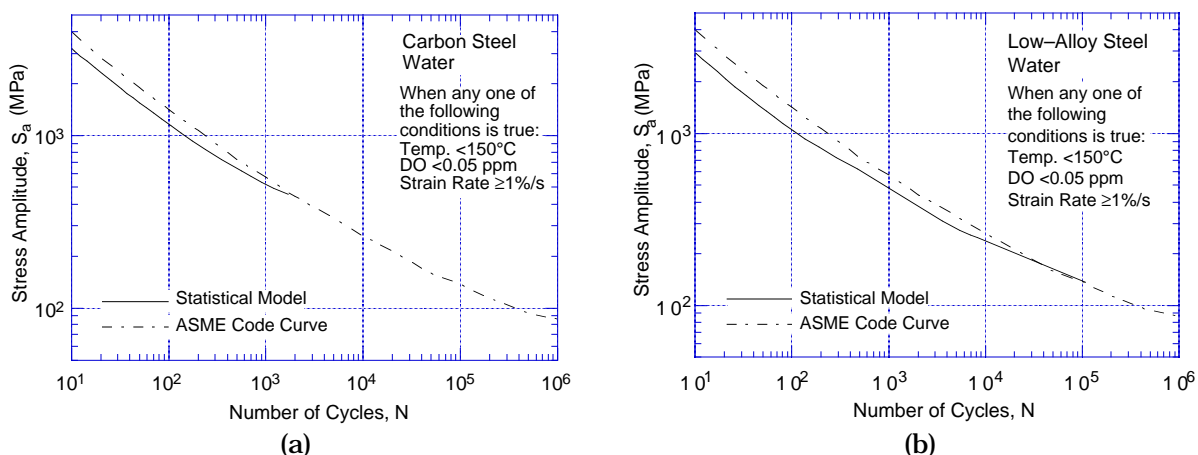 Carbon Steel
Water
When any one of
the following
conditions is true:
Temp. <150°C
DO <0.05 ppm
Strain Rate ≥1%/s
Stress Amplitude, Sa (MPa)
10^3
10^2
Statistical Model
ASME Code Curve
10^1 10^2 10^3 10^4 10^5 10^6
Number of Cycles, N
(a)
Low–Alloy Steel
Water
When any one of
the following
conditions is true:
Temp. <150°C
DO <0.05 ppm
Strain Rate ≥1%/s
Stress Amplitude, Sa (MPa)
10^3
10^2
Statistical Model
ASME Code Curve
10^1 10^2 10^3 10^4 10^5 10^6
Number of Cycles, N
(b)